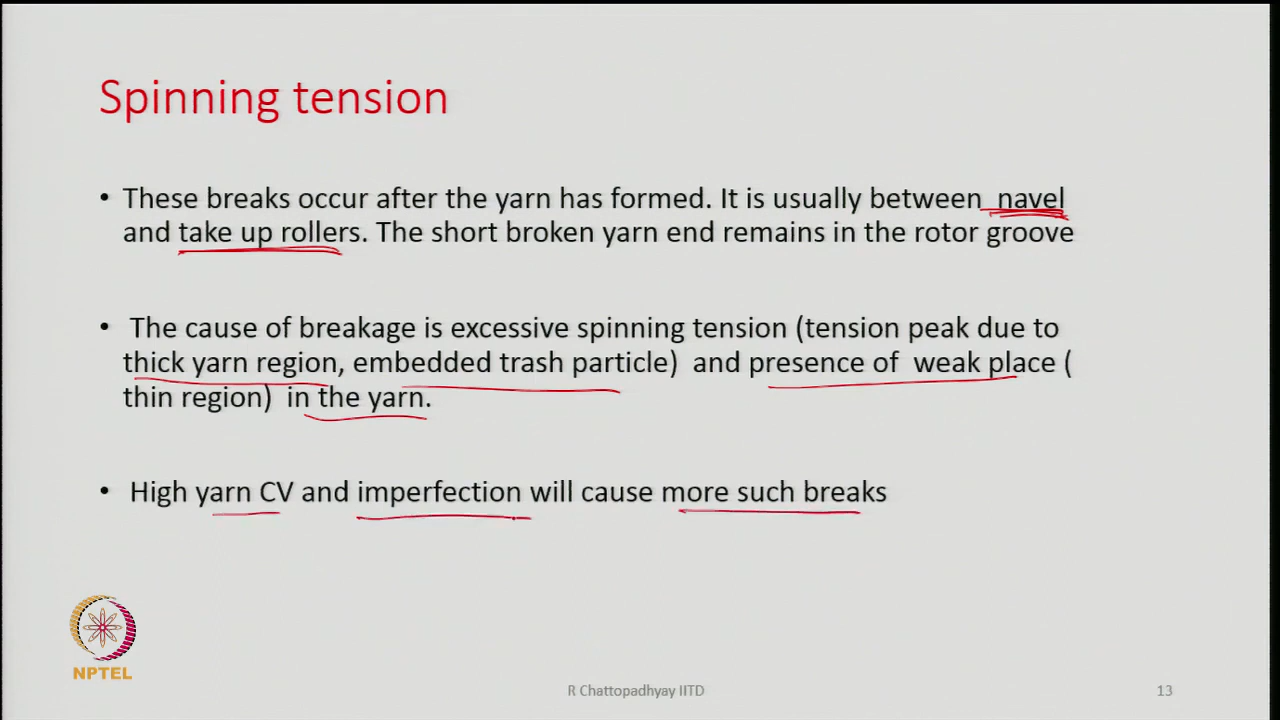 Spinning tension
• These breaks occur after the yarn has formed. It is usually between navel
and take up rollers. The short broken yarn end remains in the rotor groove
• The cause of breakage is excessive spinning tension (tension peak due to
thick yarn region, embedded trash particle) and presence of weak place (
thin region) in the yarn.
• High yarn CV and imperfection will cause more such breaks
NPTEL
R Chattopadhyay IITD
13